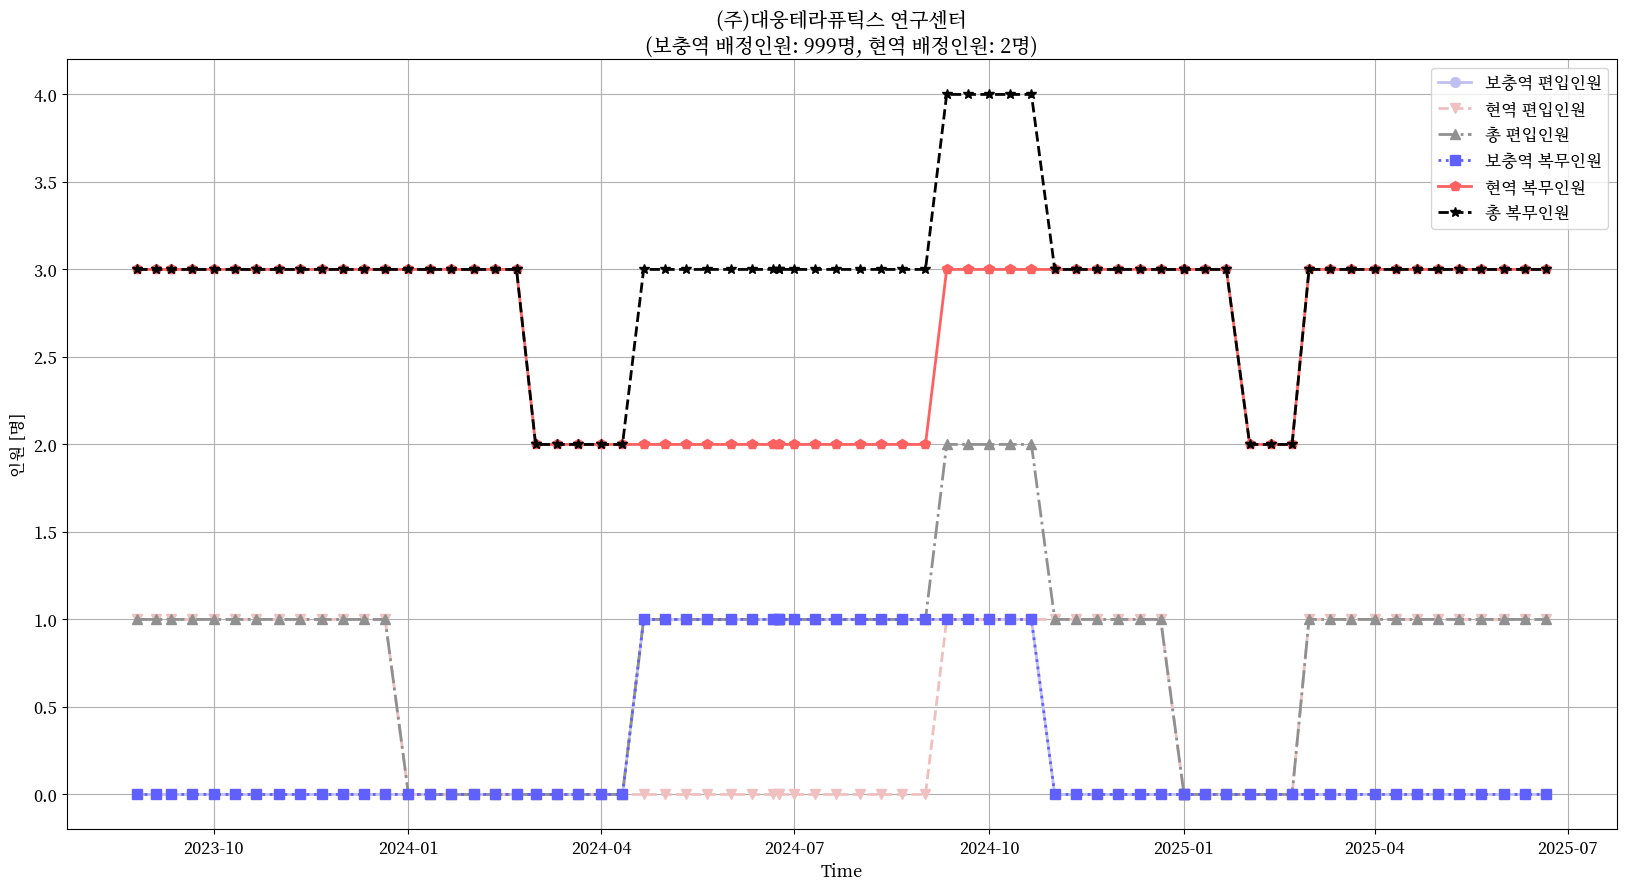 (주)대웅테라퓨틱스 연구센터
(보충역 배정인원: 999명, 현역 배정인원: 2명)
보충역 편입인원
현역 편입인원
총 편입인원
보충역 복무인원
현역 복무인원
총 복무인원
인원 [명]
4.0
3.5
3.0
2.5
2.0
1.5
1.0
0.5
0.0
2023-10
2024-01
2024-04
2024-07
2024-10
2025-01
2025-04
2025-07
Time